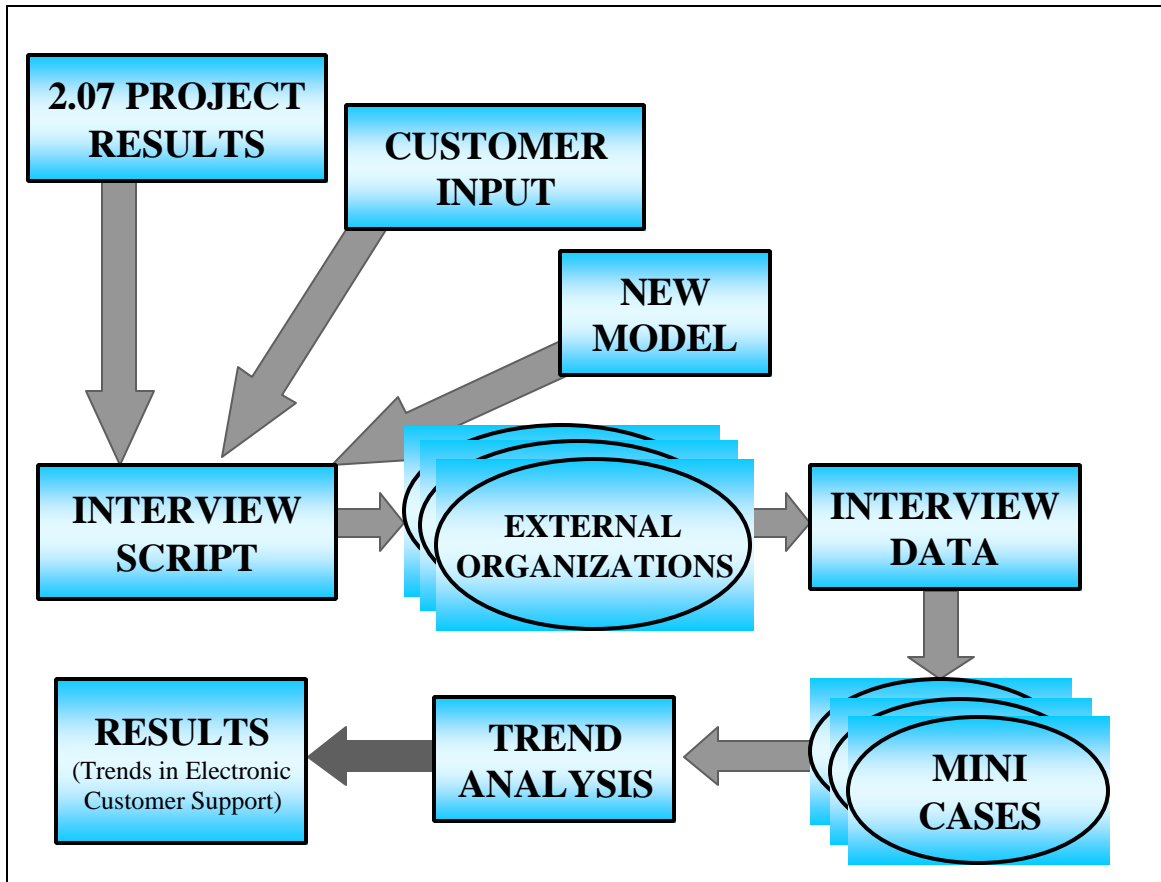 2.07 PROJECT
RESULTS
CUSTOMER
INPUT
NEW
MODEL
INTERVIEW
SCRIPT
EXTERNAL
ORGANIZATIONS
INTERVIEW
DATA
RESULTS
(Trends in Electronic
Customer Support)
TREND
ANALYSIS
MINI
CASES